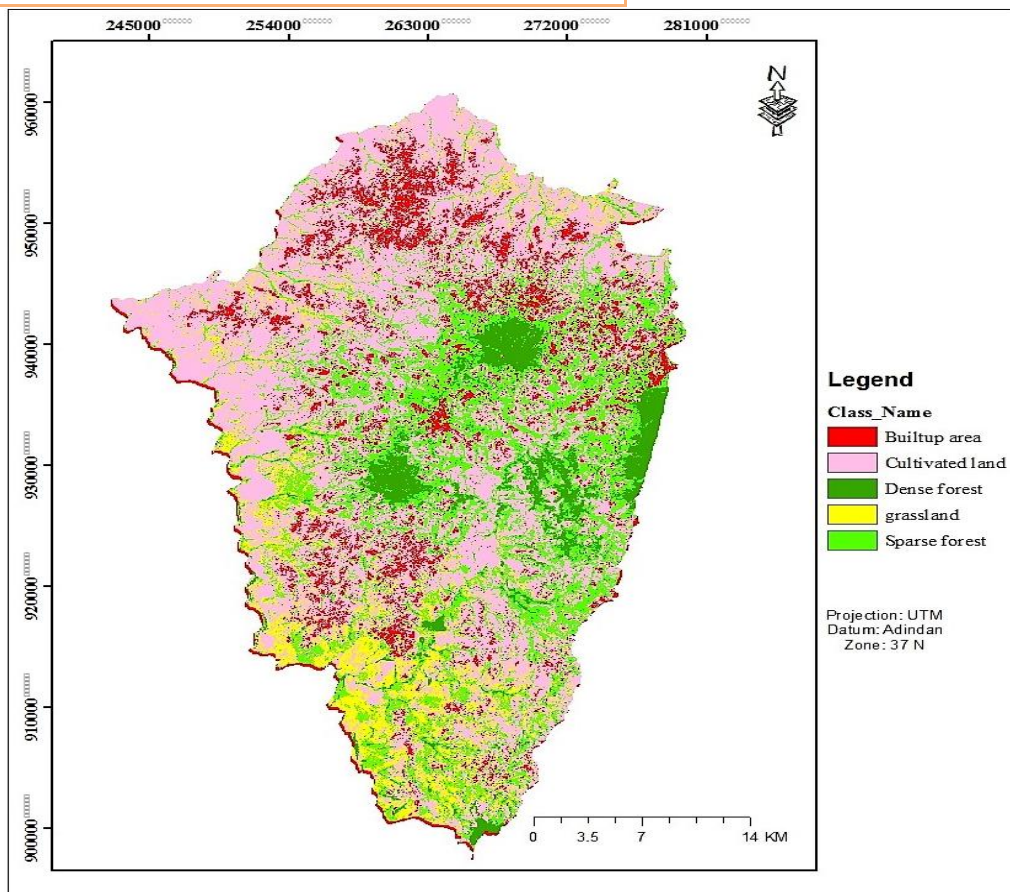 245000 254000 263000 272000 281000
N
960000
950000
940000
930000
920000
910000
900000
Legend
Class_Name
Builtup area
Cultivated land
Dense forest
grassland
Sparse forest
Projection: UTM
Datum: Adindan
Zone: 37 N
0 3.5 7 14 KM